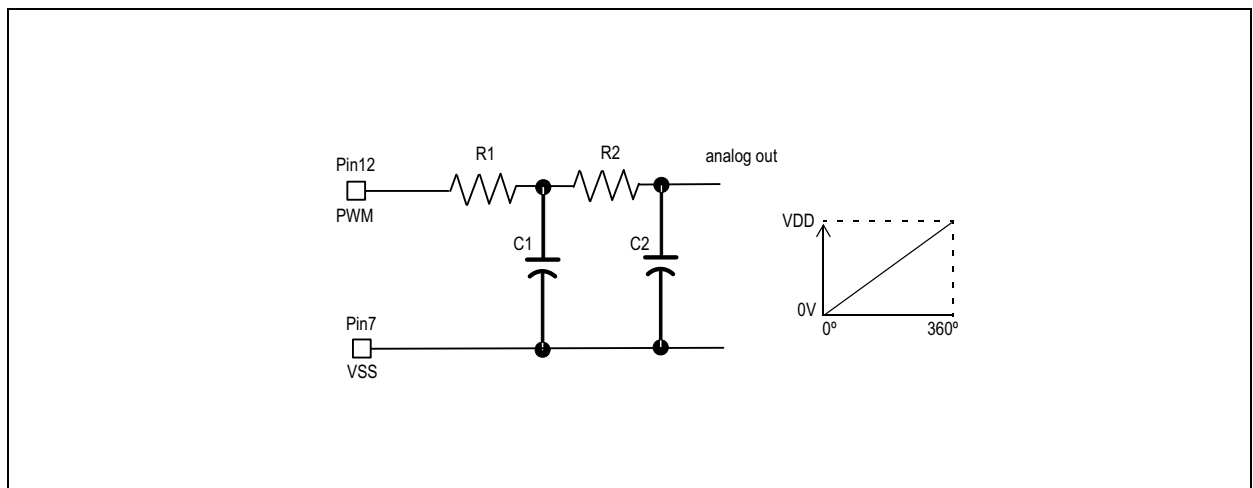 R1
R2
analog out
Pin12
PWM
C1
C2
VDD
0V
0º
360º
Pin7
VSS